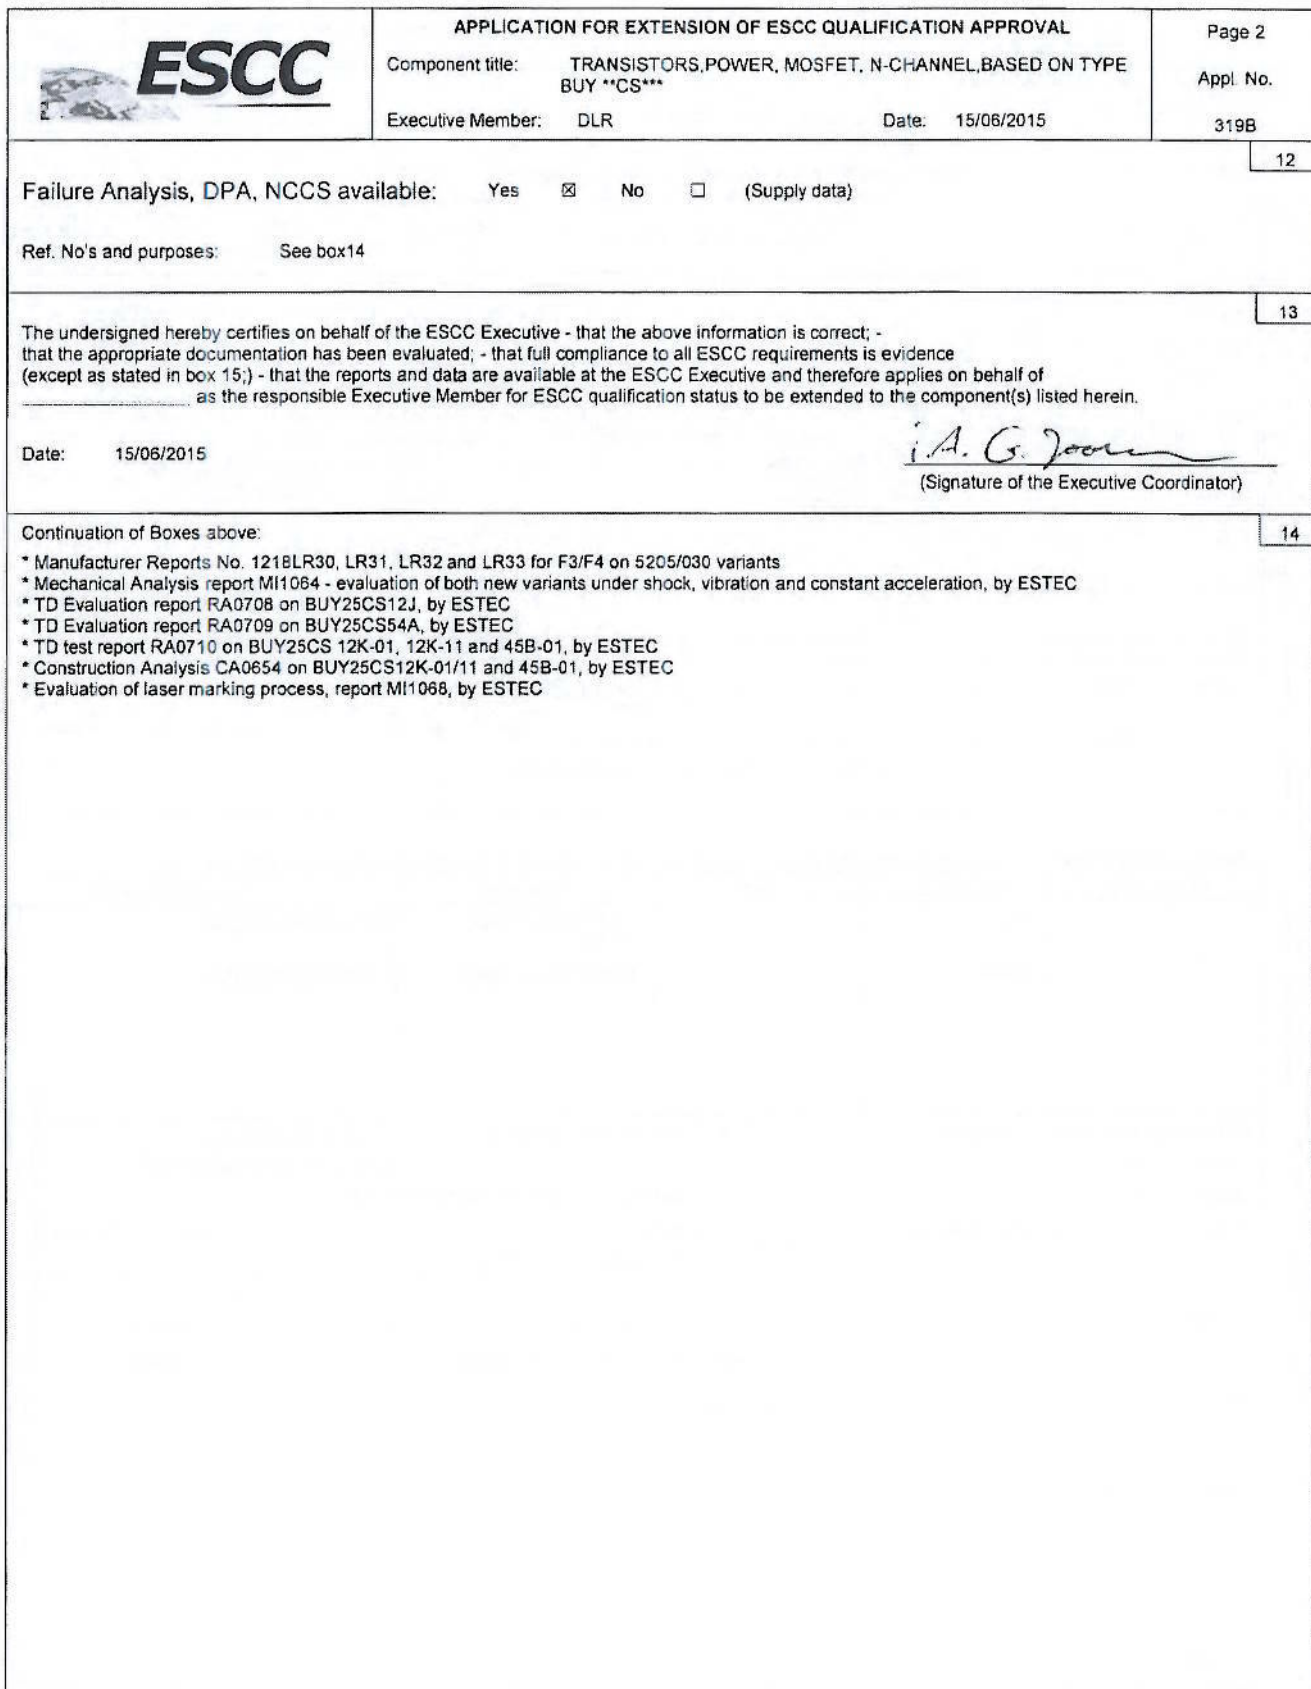 ESCC
APPLICATION FOR EXTENSION OF ESCC QUALIFICATION APPROVAL
Page 2
Component title: TRANSISTORS,POWER, MOSFET, N-CHANNEL,BASED ON TYPE
BUY **CS***
Appl. No.
Executive Member: DLR Date: 15/06/2015
319B
12
Failure Analysis, DPA, NCCS available: Yes ☒ No ☐ (Supply data)
Ref. No's and purposes: See box14
13
The undersigned hereby certifies on behalf of the ESCC Executive - that the above information is correct; -
that the appropriate documentation has been evaluated; - that full compliance to all ESCC requirements is evidence
(except as stated in box 15;) - that the reports and data are available at the ESCC Executive and therefore applies on behalf of
____________ as the responsible Executive Member for ESCC qualification status to be extended to the component(s) listed herein.
i.A. G.
Date: 15/06/2015
(Signature of the Executive Coordinator)
Continuation of Boxes above:
14
* Manufacturer Reports No. 1218LR30, LR31, LR32 and LR33 for F3/F4 on 5205/030 variants
* Mechanical Analysis report MI1064 - evaluation of both new variants under shock, vibration and constant acceleration, by ESTEC
* TD Evaluation report RA0708 on BUY25CS12J, by ESTEC
* TD Evaluation report RA0709 on BUY25CS54A, by ESTEC
* TD test report RA0710 on BUY25CS 12K-01, 12K-11 and 45B-01, by ESTEC
* Construction Analysis CA0654 on BUY25CS12K-01/11 and 45B-01, by ESTEC
* Evaluation of laser marking process, report MI1068, by ESTEC